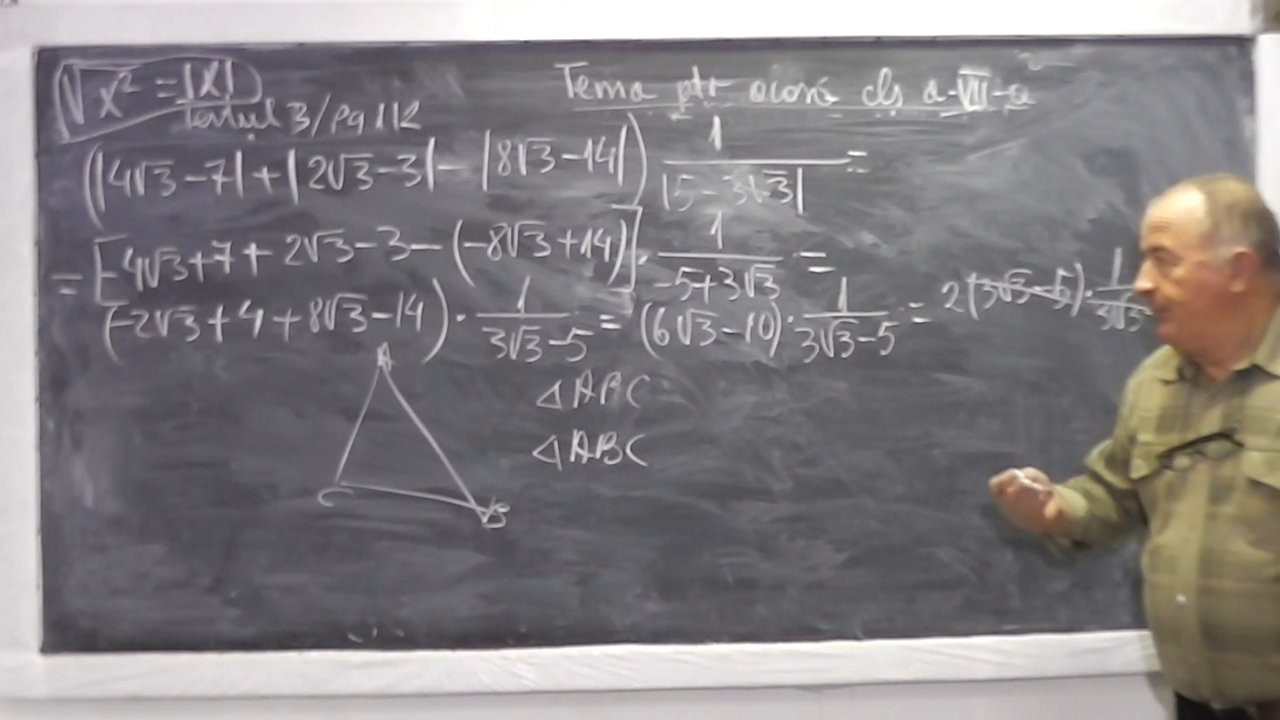 √x² = |x|
Tema ptr acasă cls a-VII-a
Testul 3/pg 112
(|4√3-7|+|2√3-3|-|8√3-14|) 1/|5-3√3| =
= [-4√3+7+2√3-3-(-8√3+14)]·1/(-5+3√3) =
(-2√3+4+8√3-14)·1/(3√3-5) = (6√3-10)·1/(3√3-5) = 2(3√3-5)·1/(3√3
A
C
B
△ABC
△ABC